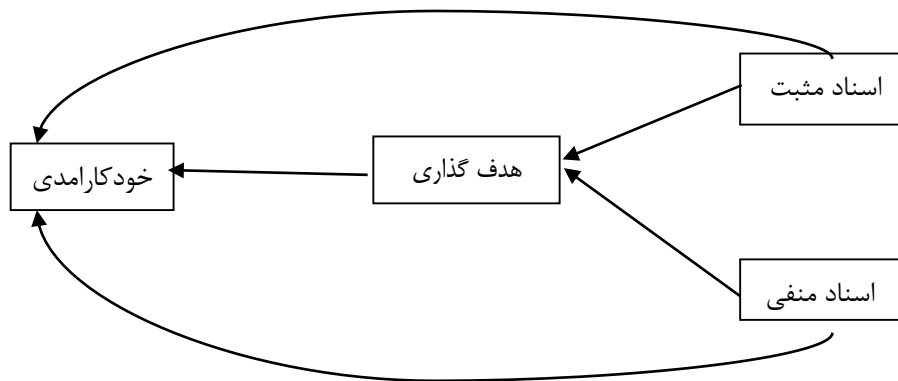 اسناد مثبت
هدف گذاری
خودکارامدی
اسناد منفی